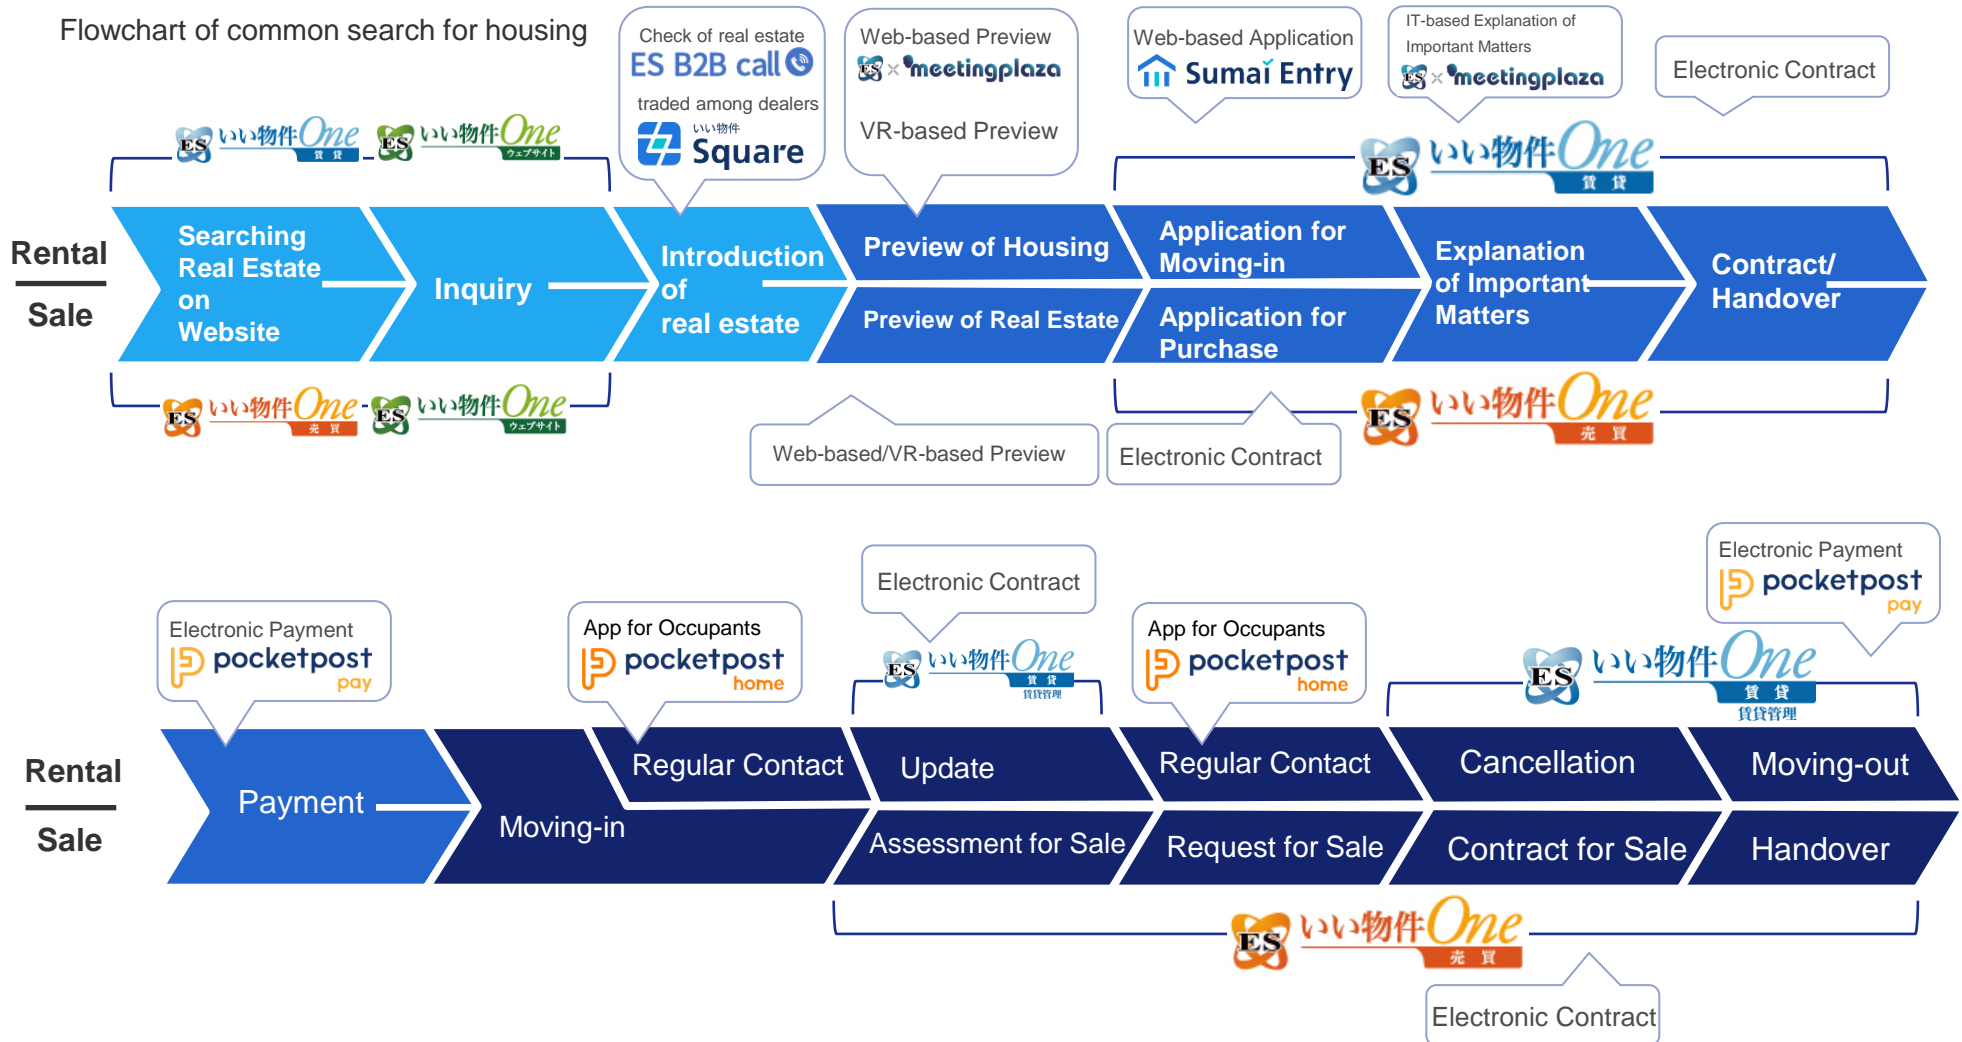 Flowchart of common search for housing
Check of real estate
ES B2B call
traded among dealers
いい物件
Square
Web-based Preview
ES × meetingplaza
VR-based Preview
Web-based Application
Sumai Entry
IT-based Explanation of
Important Matters
ES × meetingplaza
Electronic Contract
ES いい物件One
賃貸
ES いい物件One
ウェブサイト
ES いい物件One
賃貸
Rental
Sale
Searching
Real Estate
on
Website
Inquiry
Introduction
of
real estate
Preview of Housing
Preview of Real Estate
Application for
Moving-in
Application for
Purchase
Explanation
of Important
Matters
Contract/
Handover
ES いい物件One
売買
ES いい物件One
ウェブサイト
Web-based/VR-based Preview
Electronic Contract
ES いい物件One
売買
Electronic Payment
pocketpost
pay
App for Occupants
pocketpost
home
Electronic Contract
ES いい物件One
賃貸
賃貸管理
App for Occupants
pocketpost
home
Electronic Payment
pocketpost
pay
ES いい物件One
賃貸
賃貸管理
Rental
Sale
Payment
Moving-in
Regular Contact
Update
Regular Contact
Cancellation
Moving-out
Assessment for Sale
Request for Sale
Contract for Sale
Handover
ES いい物件One
売買
Electronic Contract